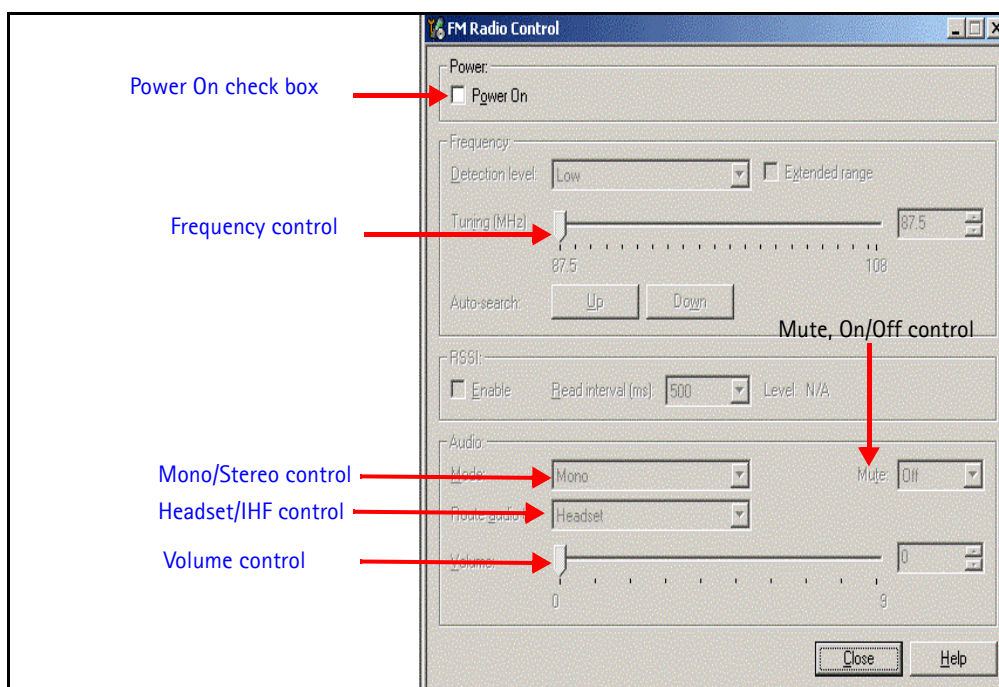 FM Radio Control
Power:
Power On check box
Power On
Frequency:
Detection level: Low Extended range
Frequency control
Tuning (MHz) 87.5
87.5 108
Auto-search: Up Down
Mute, On/Off control
RSSI:
Enable Read interval (ms): 500 Level: N/A
Audio:
Mono/Stereo control
Mode: Mono Mute: Off
Headset/IHF control
Route audio Headset
Volume control
Volume: 0
0 9
Close Help